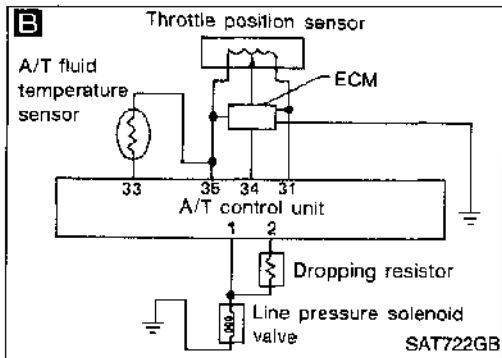 B
Throttle position sensor
A/T fluid
temperature
sensor
ECM
33 35 34 31
A/T control unit
1 2
Dropping resistor
Line pressure solenoid
valve
SAT722GB